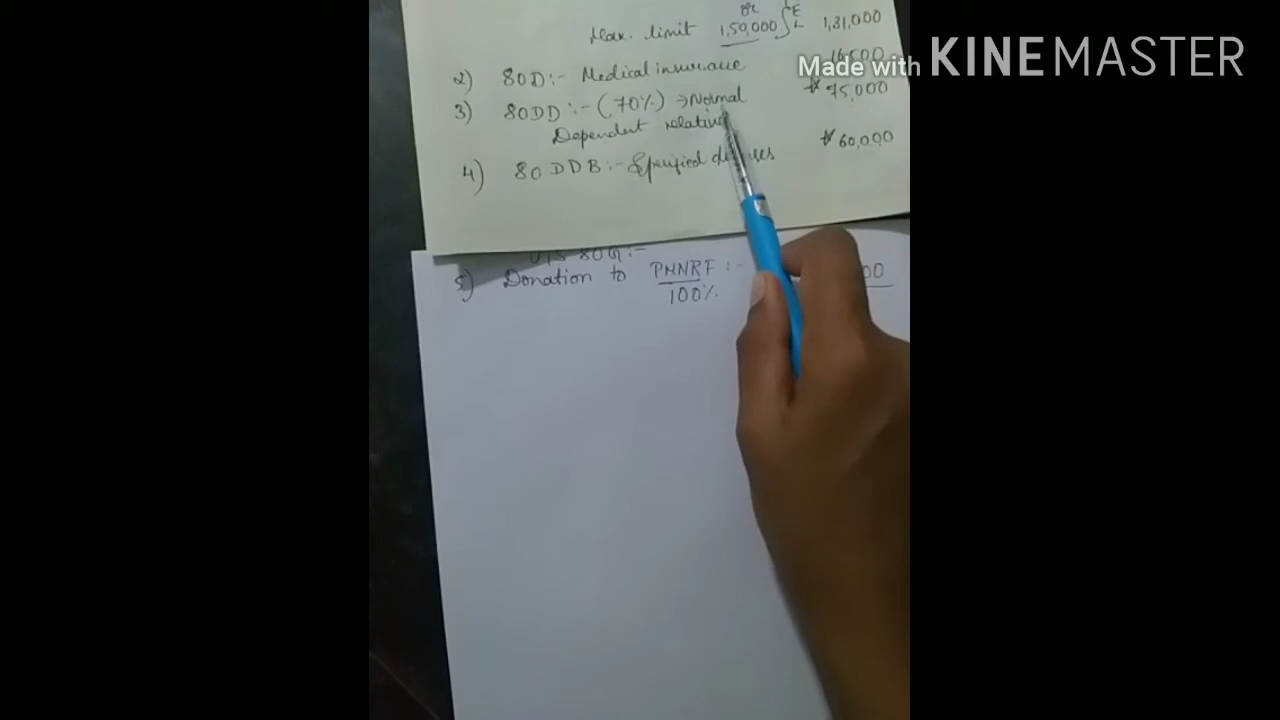 Max. limit 1,50,000 1,31,000
Made with KINEMASTER
2) 80D:- Medical insurance
3) 80DD:- (70%) → Normal 75,000
Dependent relative
4) 80DDB:- Specified 60,000
U/S 80G:-
5) Donation to PMNRF:-
100%